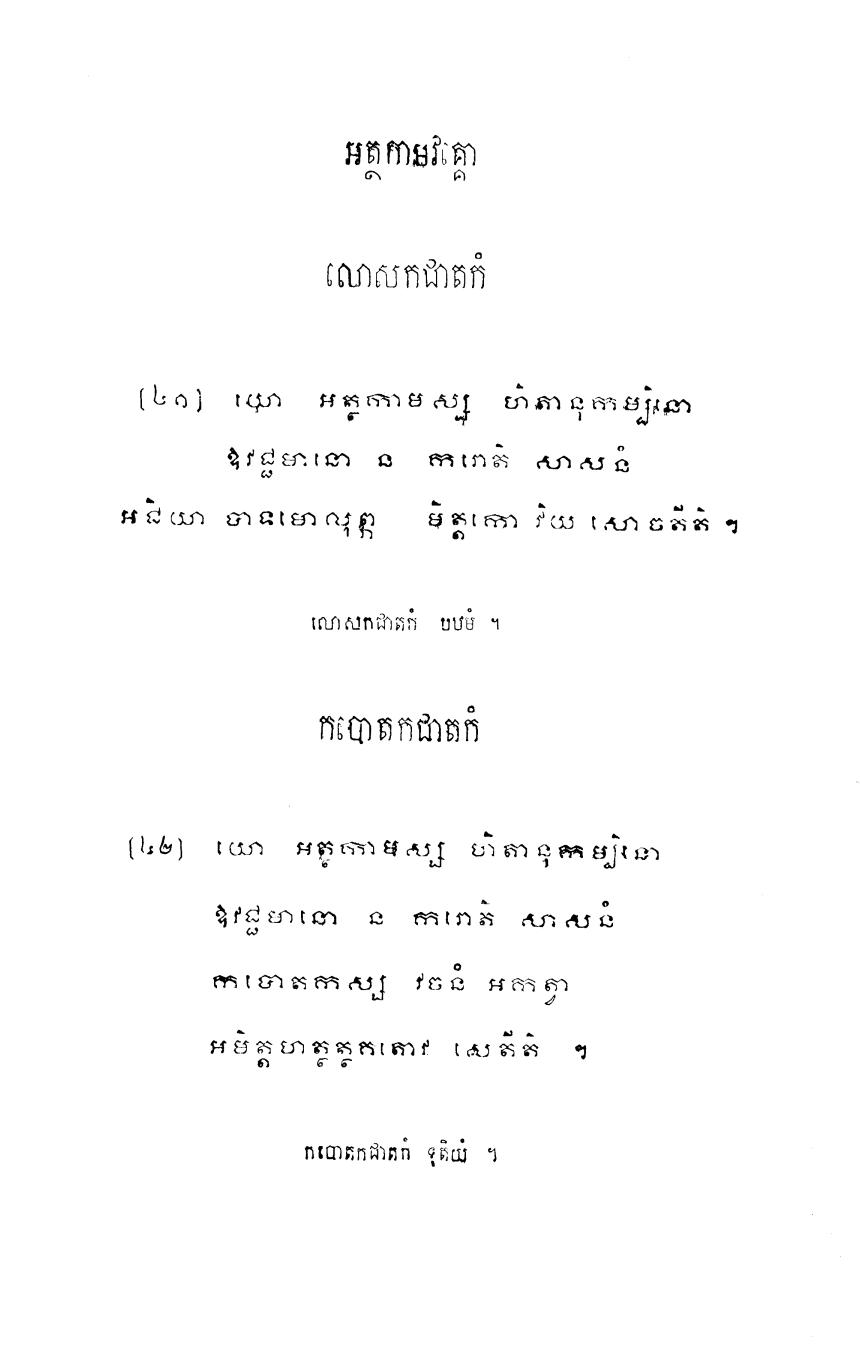 អត្ថកាមវគ្គោ
លោសកជាតកំ
(៤១) យោ អត្ថកាមស្ស ហិតានុកម្បិនោ
ឱវជ្ជមានោ ន ករោតិ សាសនំ
អជិយា បាទមោលុព្ភ មិត្តកោ វិយ សោចតីតិ ។
លោសកជាតកំ បឋមំ ។
កបោតកជាតកំ
(៤២) យោ អត្ថកាមស្ស ហិតានុកម្បិនោ
ឱវជ្ជមានោ ន ករោតិ សាសនំ
កបោតកស្ស វចនំ អកត្វា
អមិត្តហត្ថត្ថកតោវ សេតីតិ ។
កបោតកជាតកំ ទុតិយំ ។